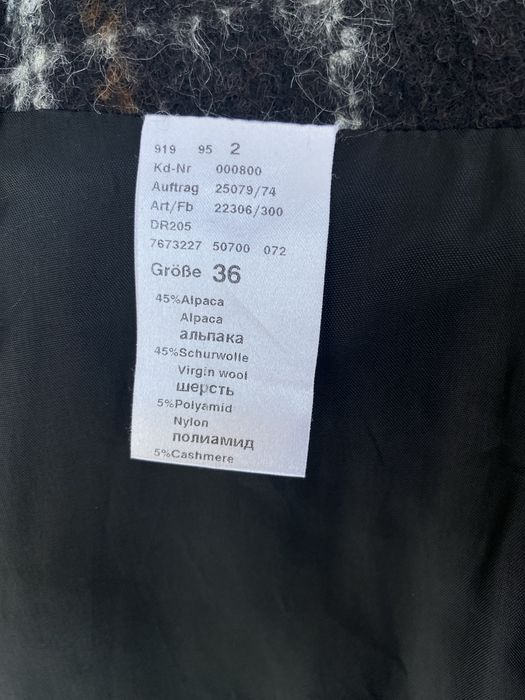 919 95 2
Kd-Nr 000800
Auftrag 25079/74
Art/Fb 22306/300
DR205
7673227 50700 072
Größe 36
45%Alpaca
Alpaca
альпака
45%Schurwolle
Virgin wool
шерсть
5%Polyamid
Nylon
полиамид
5%Cashmere